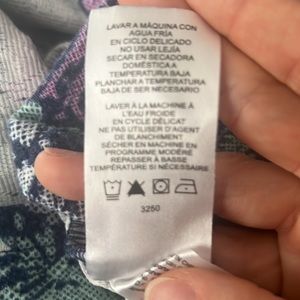 LAVAR A MÁQUINA CON
AGUA FRÍA
EN CICLO DELICADO
NO USAR LEJÍA
SECAR EN SECADORA
DOMÉSTICA A
TEMPERATURA BAJA
PLANCHAR A TEMPERATURA
BAJA DE SER NECESARIO
LAVER À LA MACHINE À
L'EAU FROIDE
EN CYCLE DÉLICAT
NE PAS UTILISER D'AGENT
DE BLANCHIMENT
SÉCHER EN MACHINE EN
PROGRAMME MODÉRÉ
REPASSER À BASSE
TEMPÉRATURE SI NÉCESSAIRE
3250